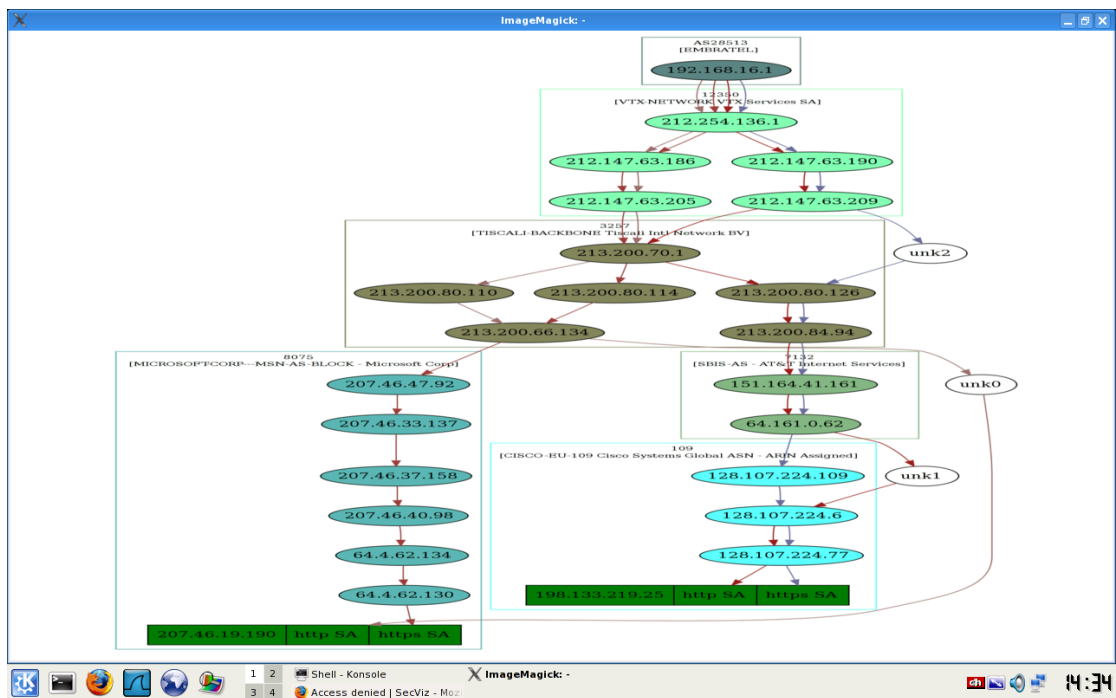 ImageMagick: -
AS28513
[EMBRATEL]
192.168.16.1
12350
[VTX-NETWORK VTX Services SA]
212.254.136.1
212.147.63.186
212.147.63.190
212.147.63.205
212.147.63.209
3257
[TISCALI-BACKBONE Tiscali Intl Network BV]
213.200.70.1
unk2
213.200.80.110
213.200.80.114
213.200.80.126
213.200.66.134
213.200.84.94
8075
[MICROSOFTCORP---MSN-AS-BLOCK - Microsoft Corp]
7132
[SBIS-AS - AT&T Internet Services]
207.46.47.92
151.164.41.161
unk0
207.46.33.137
64.161.0.62
109
[CISCO-EU-109 Cisco Systems Global ASN - ARIN Assigned]
207.46.37.158
128.107.224.109
unk1
207.46.40.98
128.107.224.6
64.4.62.134
128.107.224.77
64.4.62.130
198.133.219.25 http SA https SA
207.46.19.190 http SA https SA
1 2
3 4
Shell - Konsole
Access denied | SecViz - Moz
ImageMagick: -
ch
14:34